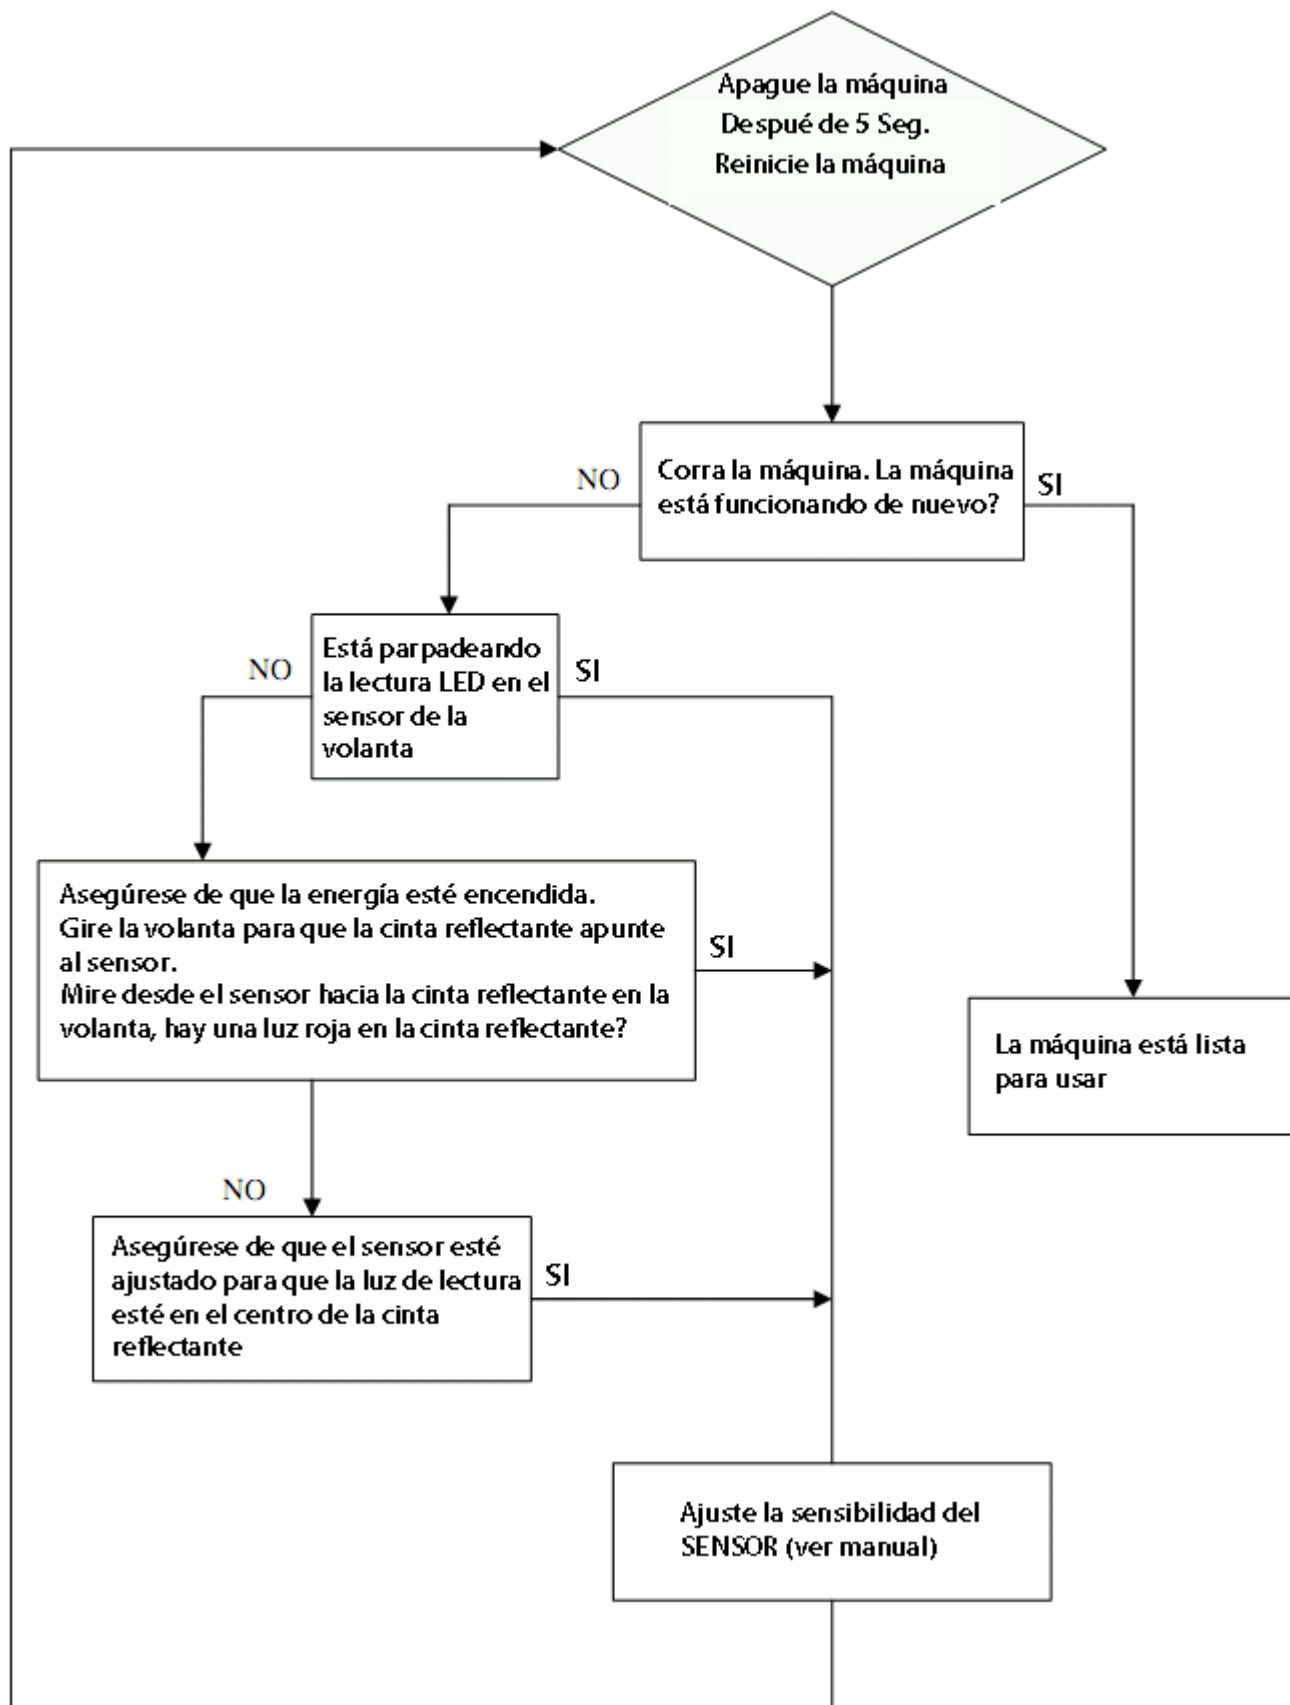 Apague la máquina
Despué de 5 Seg.
Reinicie la máquina
NO
Corra la máquina. La máquina
está funcionando de nuevo?
SI
NO
Está parpadeando
la lectura LED en el
sensor de la
volanta
SI
Asegúrese de que la energía esté encendida.
Gire la volanta para que la cinta reflectante apunte
al sensor.
Mire desde el sensor hacia la cinta reflectante en la
volanta, hay una luz roja en la cinta reflectante?
SI
La máquina está lista
para usar
NO
Asegúrese de que el sensor esté
ajustado para que la luz de lectura
esté en el centro de la cinta
reflectante
SI
Ajuste la sensibilidad del
SENSOR (ver manual)